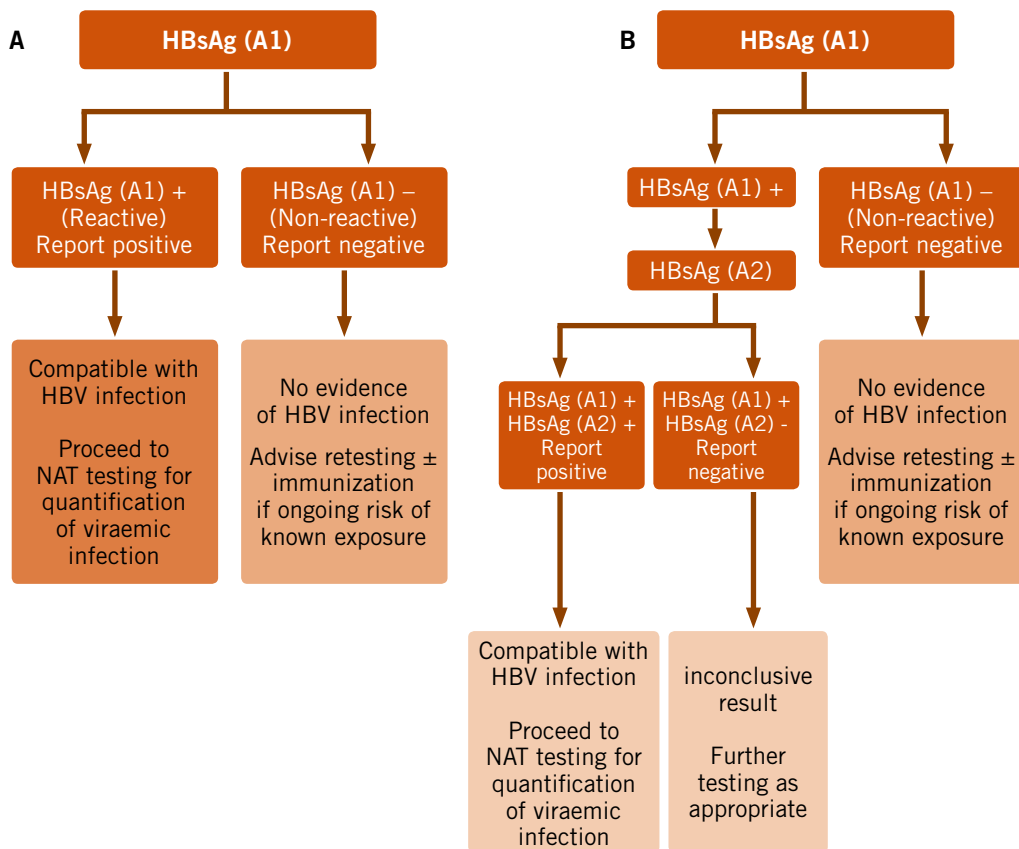 A
HBsAg (A1)
HBsAg (A1) +
(Reactive)
Report positive
HBsAg (A1) –
(Non-reactive)
Report negative
Compatible with
HBV infection
Proceed to
NAT testing for
quantification
of viraemic
infection
No evidence
of HBV infection
Advise retesting ±
immunization
if ongoing risk of
known exposure
B
HBsAg (A1)
HBsAg (A1) +
HBsAg (A2)
HBsAg (A1) –
(Non-reactive)
Report negative
HBsAg (A1) +
HBsAg (A2) +
Report
positive
HBsAg (A1) +
HBsAg (A2) -
Report
negative
No evidence
of HBV infection
Advise retesting ±
immunization
if ongoing risk of
known exposure
Compatible with
HBV infection
Proceed to
NAT testing for
quantification
of viraemic
infection
inconclusive
result
Further
testing as
appropriate